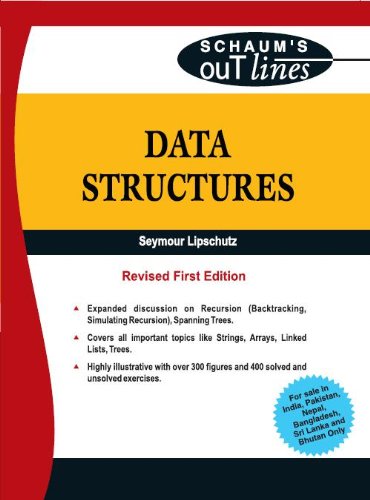 SCHAUM'S
ouTlines
DATA
STRUCTURES
Seymour Lipschutz
Revised First Edition
Expanded discussion on Recursion (Backtracking,
Simulating Recursion), Spanning Trees.
Covers all important topics like Strings, Arrays, Linked
Lists, Trees.
Highly illustrative with over 300 figures and 400 solved and
unsolved exercises.
For sale in
India, Pakistan,
Nepal,
Bangladesh,
Sri Lanka and
Bhutan Only